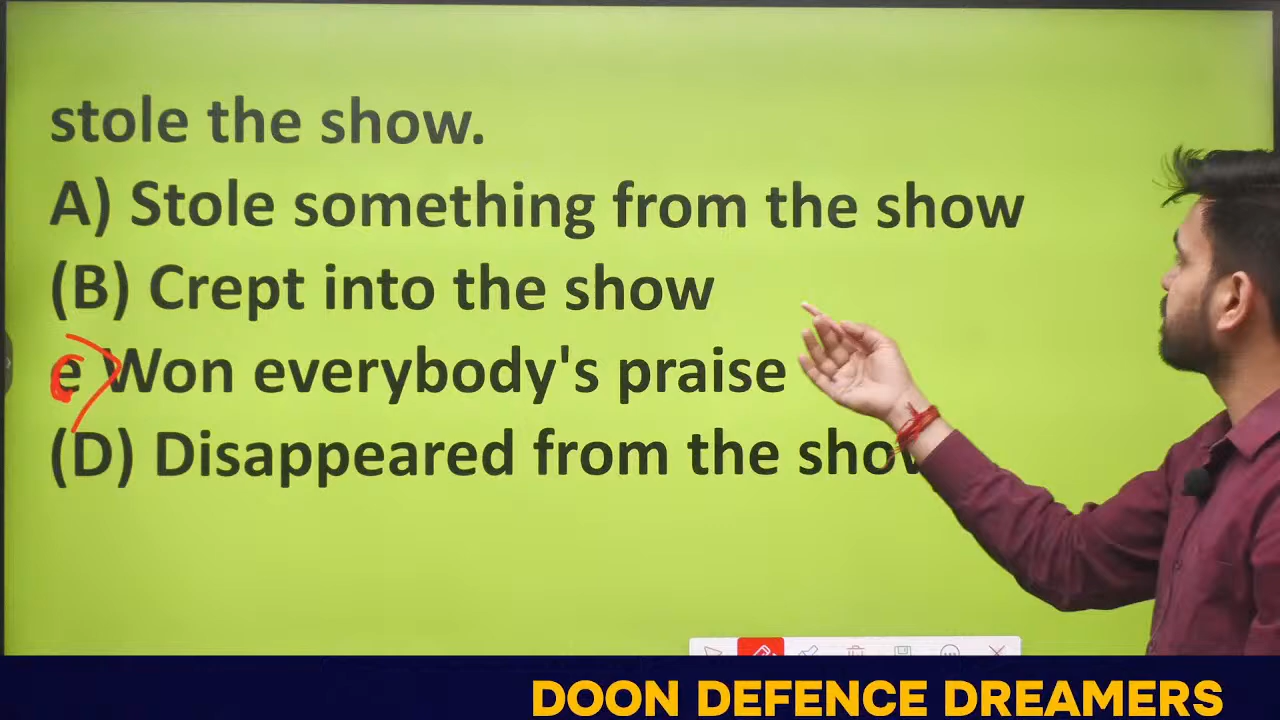 stole the show.
A) Stole something from the show
(B) Crept into the show
e) Won everybody's praise
(D) Disappeared from the show
DOON DEFENCE DREAMERS